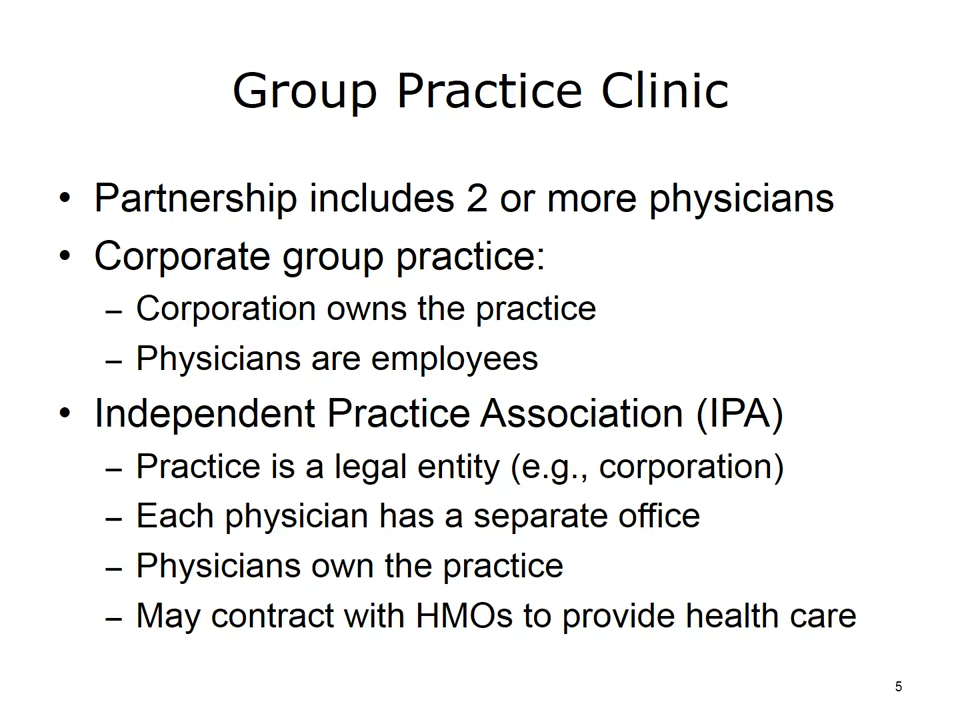 Group Practice Clinic
• Partnership includes 2 or more physicians
• Corporate group practice:
– Corporation owns the practice
– Physicians are employees
• Independent Practice Association (IPA)
– Practice is a legal entity (e.g., corporation)
– Each physician has a separate office
– Physicians own the practice
– May contract with HMOs to provide health care
5